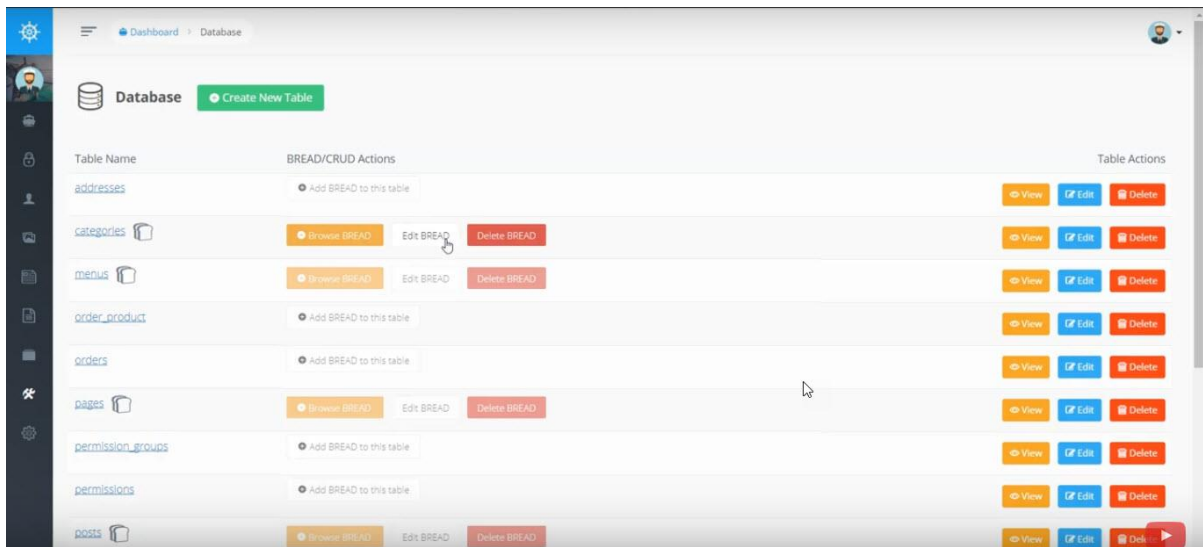 Dashboard Database
Database Create New Table
Table Name BREAD/CRUD Actions Table Actions
addresses Add BREAD to this table View Edit Delete
categories Browse BREAD Edit BREAD Delete BREAD View Edit Delete
menus Browse BREAD Edit BREAD Delete BREAD View Edit Delete
order_product Add BREAD to this table View Edit Delete
orders Add BREAD to this table View Edit Delete
pages Browse BREAD Edit BREAD Delete BREAD View Edit Delete
permission_groups Add BREAD to this table View Edit Delete
permissions Add BREAD to this table View Edit Delete
posts Browse BREAD Edit BREAD Delete BREAD View Edit